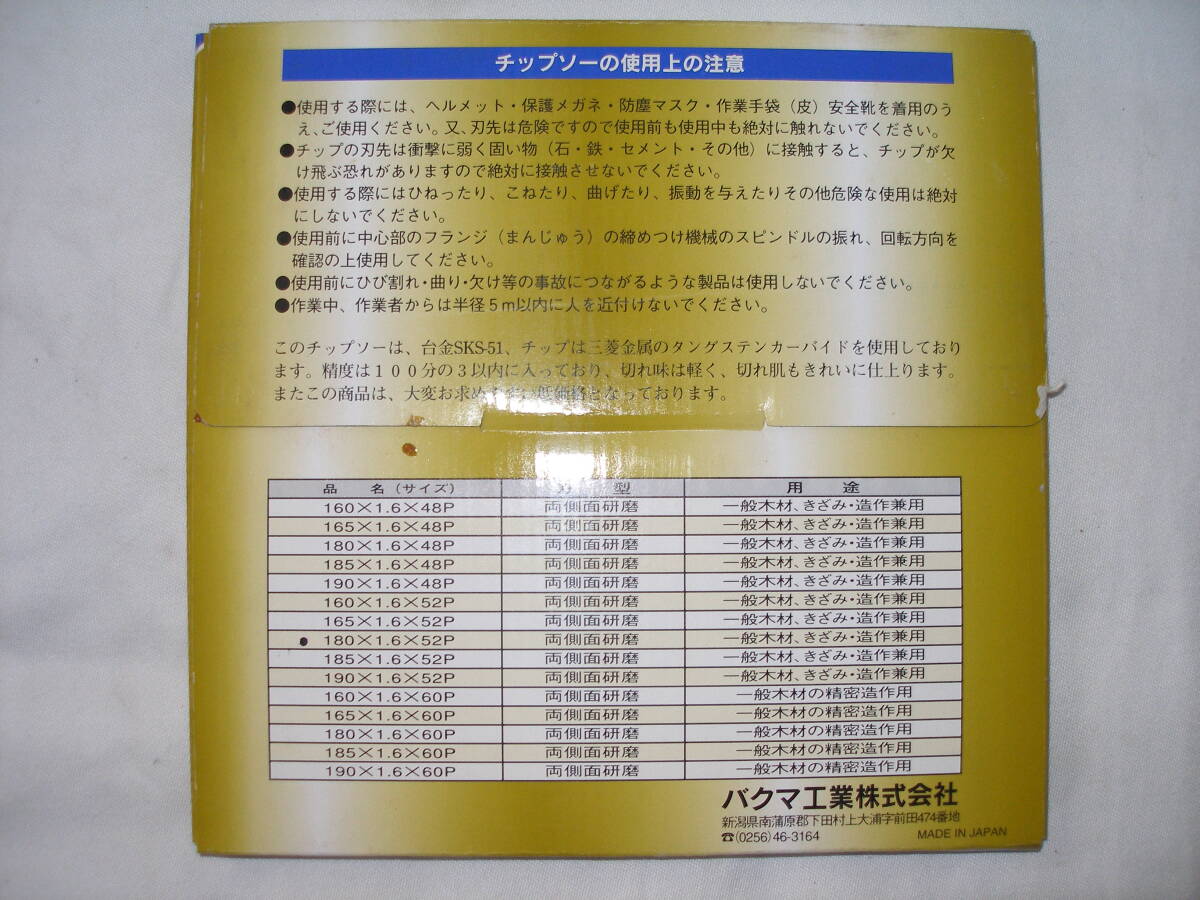 チップソーの使用上の注意
●使用する際には、ヘルメット・保護メガネ・防塵マスク・作業手袋（皮）安全靴を着用のう
え、ご使用ください。又、刃先は危険ですので使用前も使用中も絶対に触れないでください。
●チップの刃先は衝撃に弱く固い物（石・鉄・セメント・その他）に接触すると、チップが欠
け飛ぶ恐れがありますので絶対に接触させないでください。
●使用する際にはひねったり、こねたり、曲げたり、振動を与えたりその他危険な使用は絶対
にしないでください。
●使用前に中心部のフランジ（まんじゅう）の締めつけ機械のスピンドルの振れ、回転方向を
確認の上使用してください。
●使用前にひび割れ・曲り・欠け等の事故につながるような製品は使用しないでください。
●作業中、作業者からは半径５ｍ以内に人を近付けないでください。
このチップソーは、台金SKS-51、チップは三菱金属のタングステンカーバイドを使用しており
ます。精度は１００分の３以内に入っており、切れ味は軽く、切れ肌もきれいに仕上ります。
またこの商品は、大変お求めやすい低価格となっております。
品 名（サイズ） 刃 型 用 途
160×1.6×48P 両側面研磨 一般木材、きざみ・造作兼用
165×1.6×48P 両側面研磨 一般木材、きざみ・造作兼用
180×1.6×48P 両側面研磨 一般木材、きざみ・造作兼用
185×1.6×48P 両側面研磨 一般木材、きざみ・造作兼用
190×1.6×48P 両側面研磨 一般木材、きざみ・造作兼用
160×1.6×52P 両側面研磨 一般木材、きざみ・造作兼用
165×1.6×52P 両側面研磨 一般木材、きざみ・造作兼用
● 180×1.6×52P 両側面研磨 一般木材、きざみ・造作兼用
185×1.6×52P 両側面研磨 一般木材、きざみ・造作兼用
190×1.6×52P 両側面研磨 一般木材、きざみ・造作兼用
160×1.6×60P 両側面研磨 一般木材の精密造作用
165×1.6×60P 両側面研磨 一般木材の精密造作用
180×1.6×60P 両側面研磨 一般木材の精密造作用
185×1.6×60P 両側面研磨 一般木材の精密造作用
190×1.6×60P 両側面研磨 一般木材の精密造作用
バクマ工業株式会社
新潟県南蒲原郡下田村上大浦字前田474番地
☎(0256)46-3164 MADE IN JAPAN